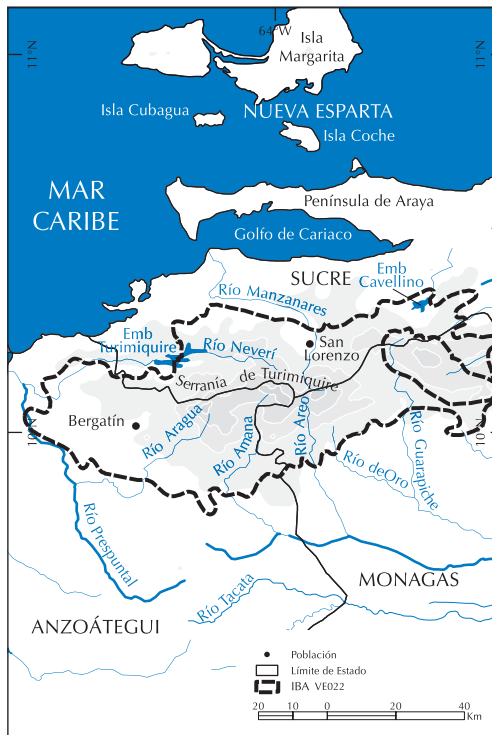 64°W
11°N
11°N
Isla
Margarita
Isla Cubagua
NUEVA ESPARTA
Isla Coche
MAR
CARIBE
Península de Araya
Golfo de Cariaco
SUCRE
Emb
Cavellino
Río Manzanares
Emb
Turimiquire
Río Neverí
San
Lorenzo
Serranía de Turimiquire
Bergatín
10°N
10°N
Río Aragua
Río Amana
Río Areo
Río Guarapiche
Río deOro
Río Prespuntal
MONAGAS
Río Tacata
ANZOÁTEGUI
Población
Límite de Estado
IBA VE022
20 0 20 40
Km